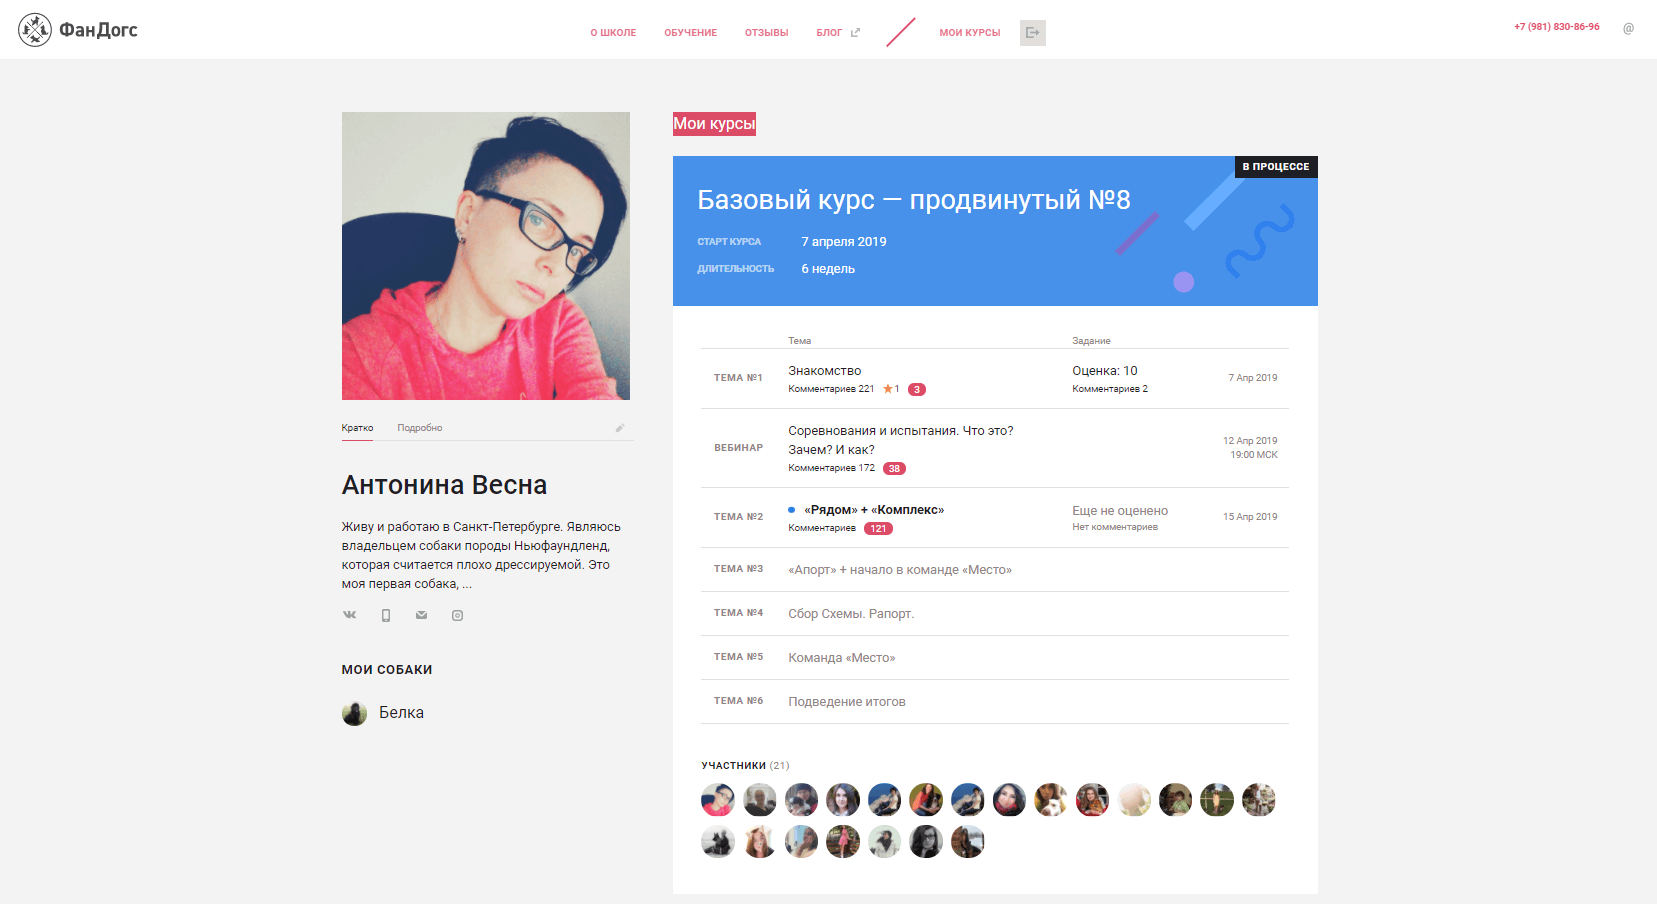 ФанДогс
О ШКОЛЕ ОБУЧЕНИЕ ОТЗЫВЫ БЛОГ МОИ КУРСЫ
+7 (981) 830-86-96 @
Кратко Подробно
Антонина Весна
Живу и работаю в Санкт-Петербурге. Являюсь
владельцем собаки породы Ньюфаундленд,
которая считается плохо дрессируемой. Это
моя первая собака, ...
МОИ СОБАКИ
Белка
Мои курсы
В ПРОЦЕССЕ
Базовый курс — продвинутый №8
СТАРТ КУРСА 7 апреля 2019
ДЛИТЕЛЬНОСТЬ 6 недель
Тема Задание
ТЕМА №1 Знакомство Оценка: 10 7 Апр 2019
Комментариев 221 1 3 Комментариев 2
ВЕБИНАР Соревнования и испытания. Что это?
Зачем? И как? 12 Апр 2019
19:00 МСК
Комментариев 172 38
ТЕМА №2 «Рядом» + «Комплекс» Еще не оценено 15 Апр 2019
Комментариев 121 Нет комментариев
ТЕМА №3 «Апорт» + начало в команде «Место»
ТЕМА №4 Сбор Схемы. Рапорт.
ТЕМА №5 Команда «Место»
ТЕМА №6 Подведение итогов
УЧАСТНИКИ (21)